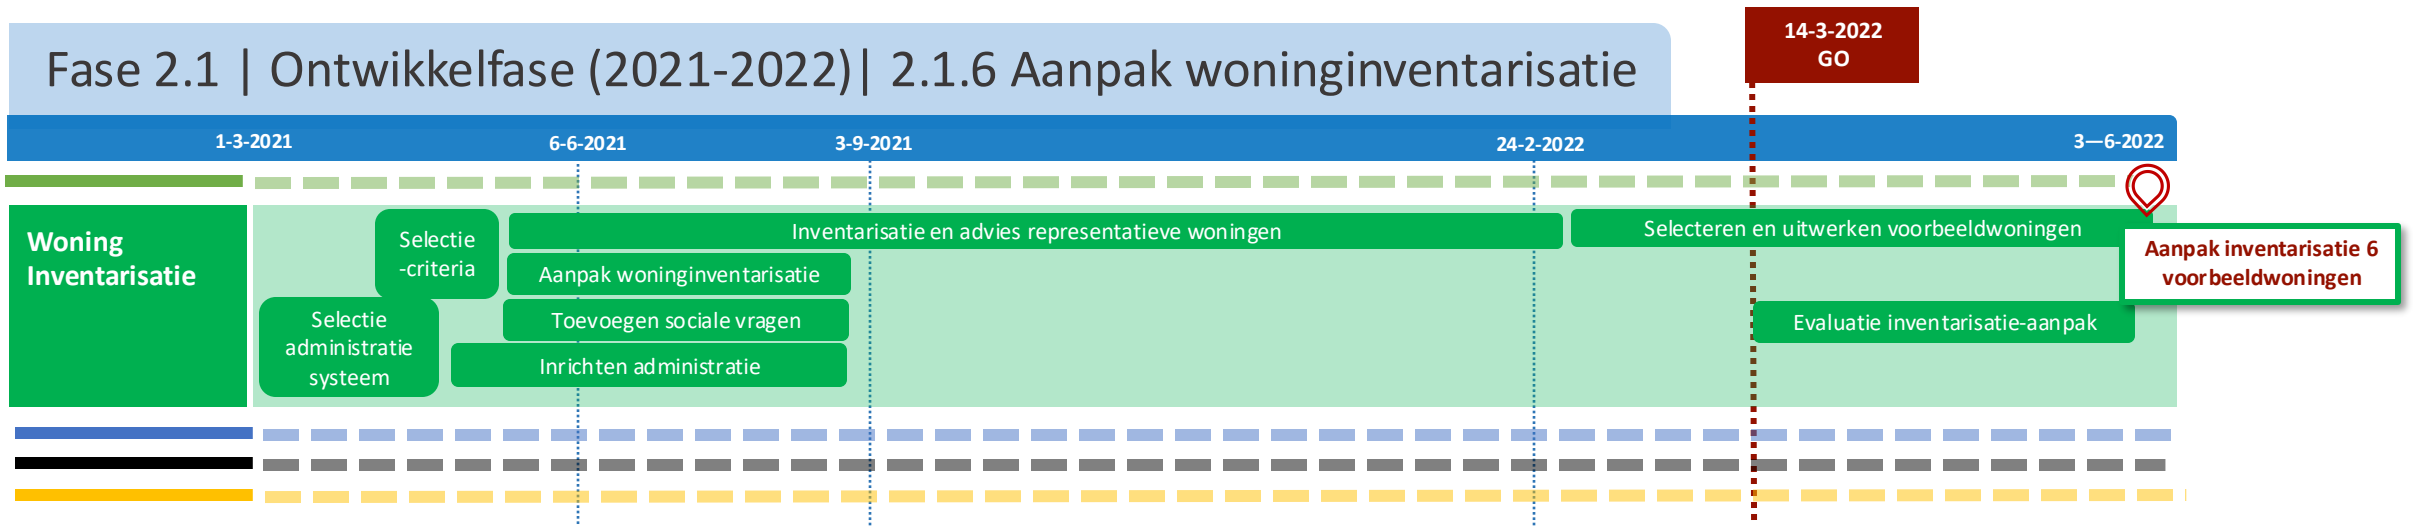 14-3-2022
GO
Fase 2.1 | Ontwikkelfase (2021-2022)| 2.1.6 Aanpak woninginventarisatie
1-3-2021
6-6-2021
3-9-2021
24-2-2022
3—6-2022
Woning
Inventarisatie
Selectie
-criteria
Inventarisatie en advies representatieve woningen
Selecteren en uitwerken voorbeeldwoningen
Aanpak inventarisatie 6
voorbeeldwoningen
Aanpak woninginventarisatie
Selectie
administratie
systeem
Toevoegen sociale vragen
Evaluatie inventarisatie-aanpak
Inrichten administratie